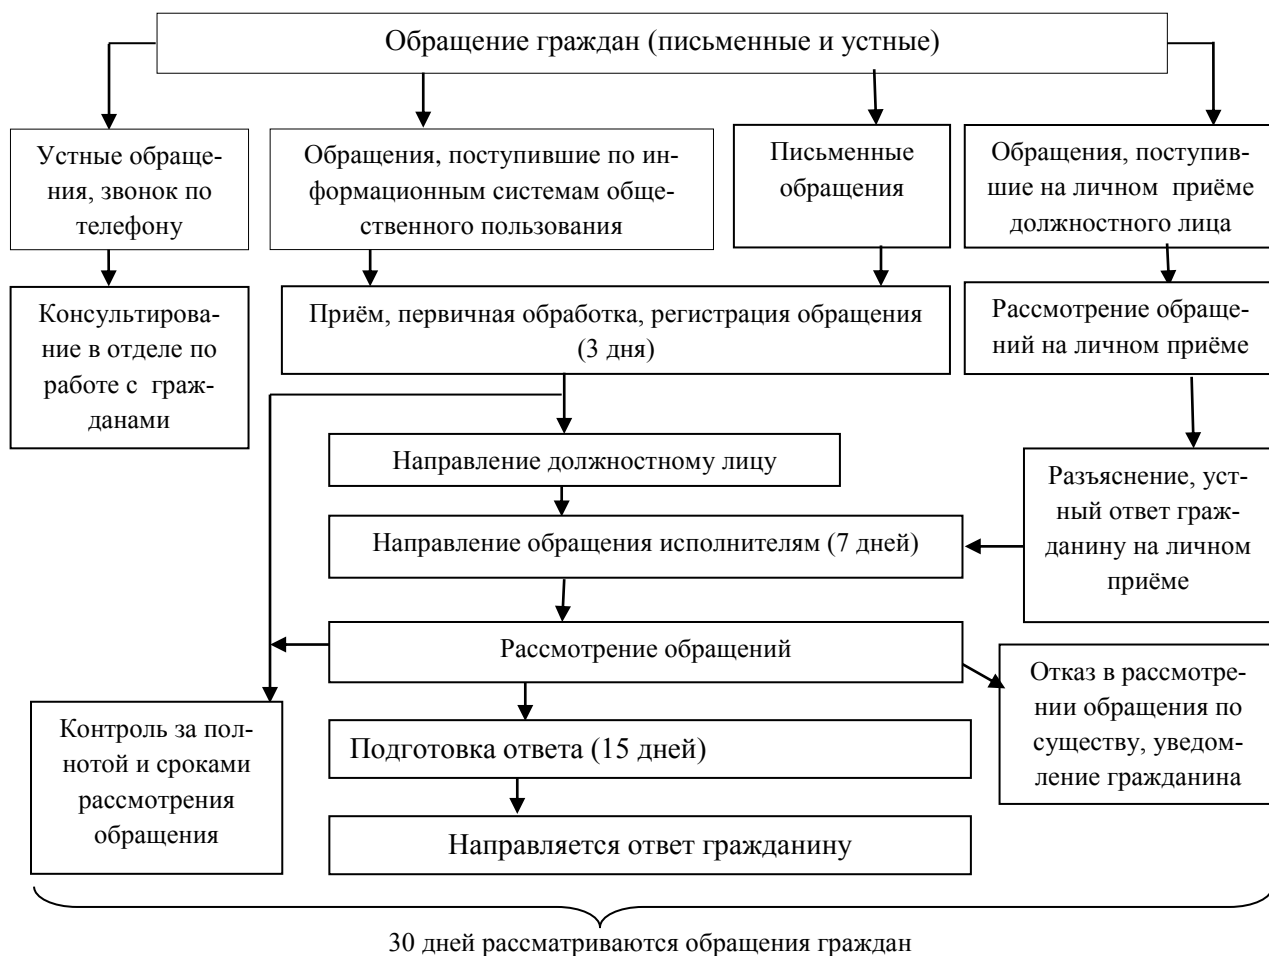 Обращение граждан (письменные и устные)
Устные обраще-
ния, звонок по
телефону
Обращения, поступившие по ин-
формационным системам обще-
ственного пользования
Письменные
обращения
Обращения, поступив-
шие на личном приёме
должностного лица
Консультирова-
ние в отделе по
работе с граж-
данами
Приём, первичная обработка, регистрация обращения
(3 дня)
Рассмотрение обраще-
ний на личном приёме
Направление должностному лицу
Разъяснение, уст-
ный ответ граж-
данину на личном
приёме
Направление обращения исполнителям (7 дней)
Рассмотрение обращений
Отказ в рассмотре-
нии обращения по
существу, уведом-
ление гражданина
Контроль за пол-
нотой и сроками
рассмотрения
обращения
Подготовка ответа (15 дней)
Направляется ответ гражданину
30 дней рассматриваются обращения граждан